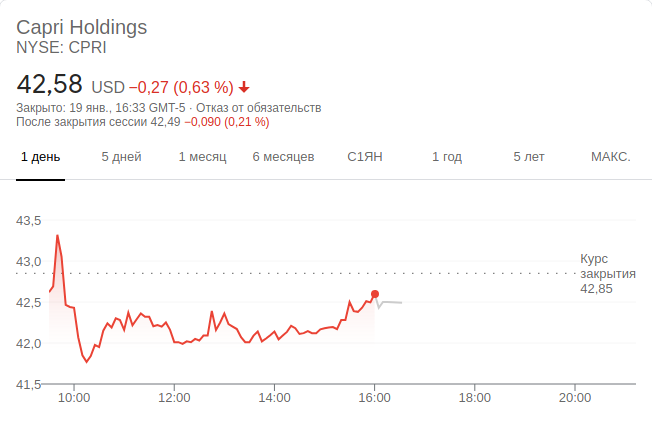 Capri Holdings
NYSE: CPRI
42,58 USD −0,27 (0,63 %)
Закрыто: 19 янв., 16:33 GMT-5 · Отказ от обязательств
После закрытия сессии 42,49 −0,090 (0,21 %)
1 день 5 дней 1 месяц 6 месяцев С1ЯН 1 год 5 лет МАКС.
43,5
43,0
42,5
42,0
41,5
Курс
закрытия
42,85
10:00 12:00 14:00 16:00 18:00 20:00